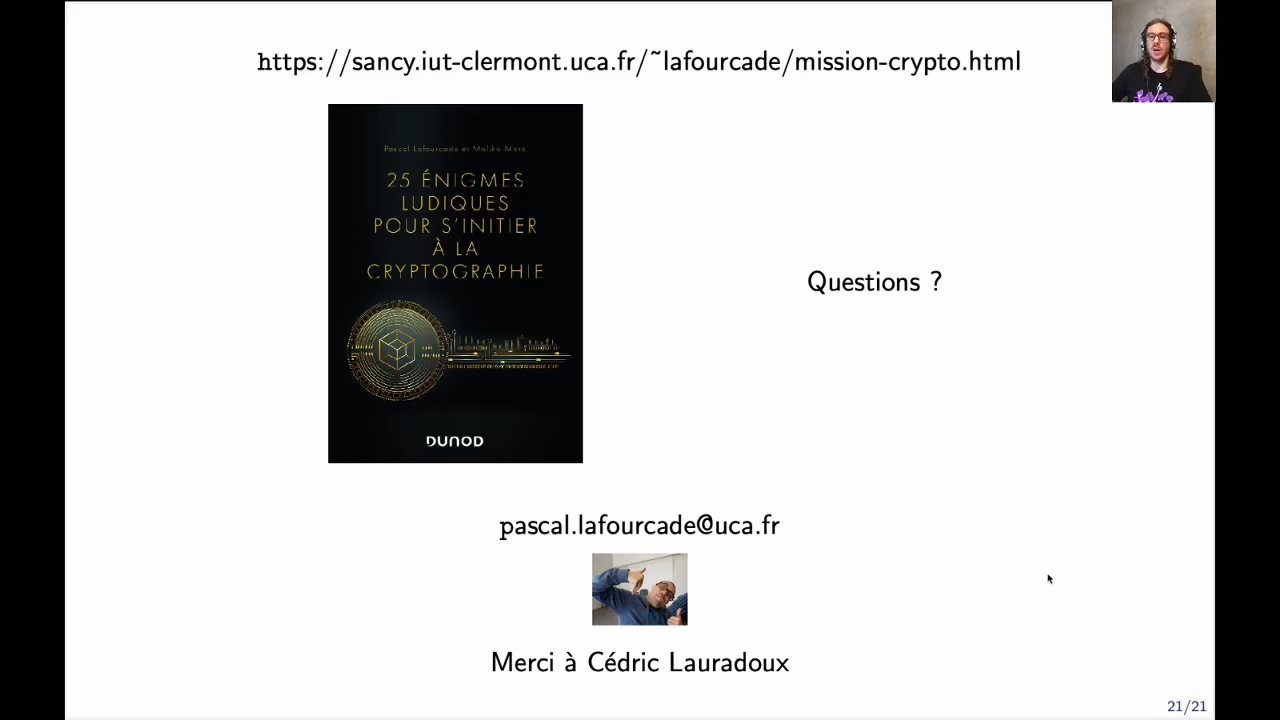 https://sancy.iut-clermont.uca.fr/~lafourcade/mission-crypto.html
Pascal Lafourcade et Malika More
25 ÉNIGMES
LUDIQUES
POUR S'INITIER
À LA
CRYPTOGRAPHIE
DUNOD
Questions ?
pascal.lafourcade@uca.fr
Merci à Cédric Lauradoux
21/21